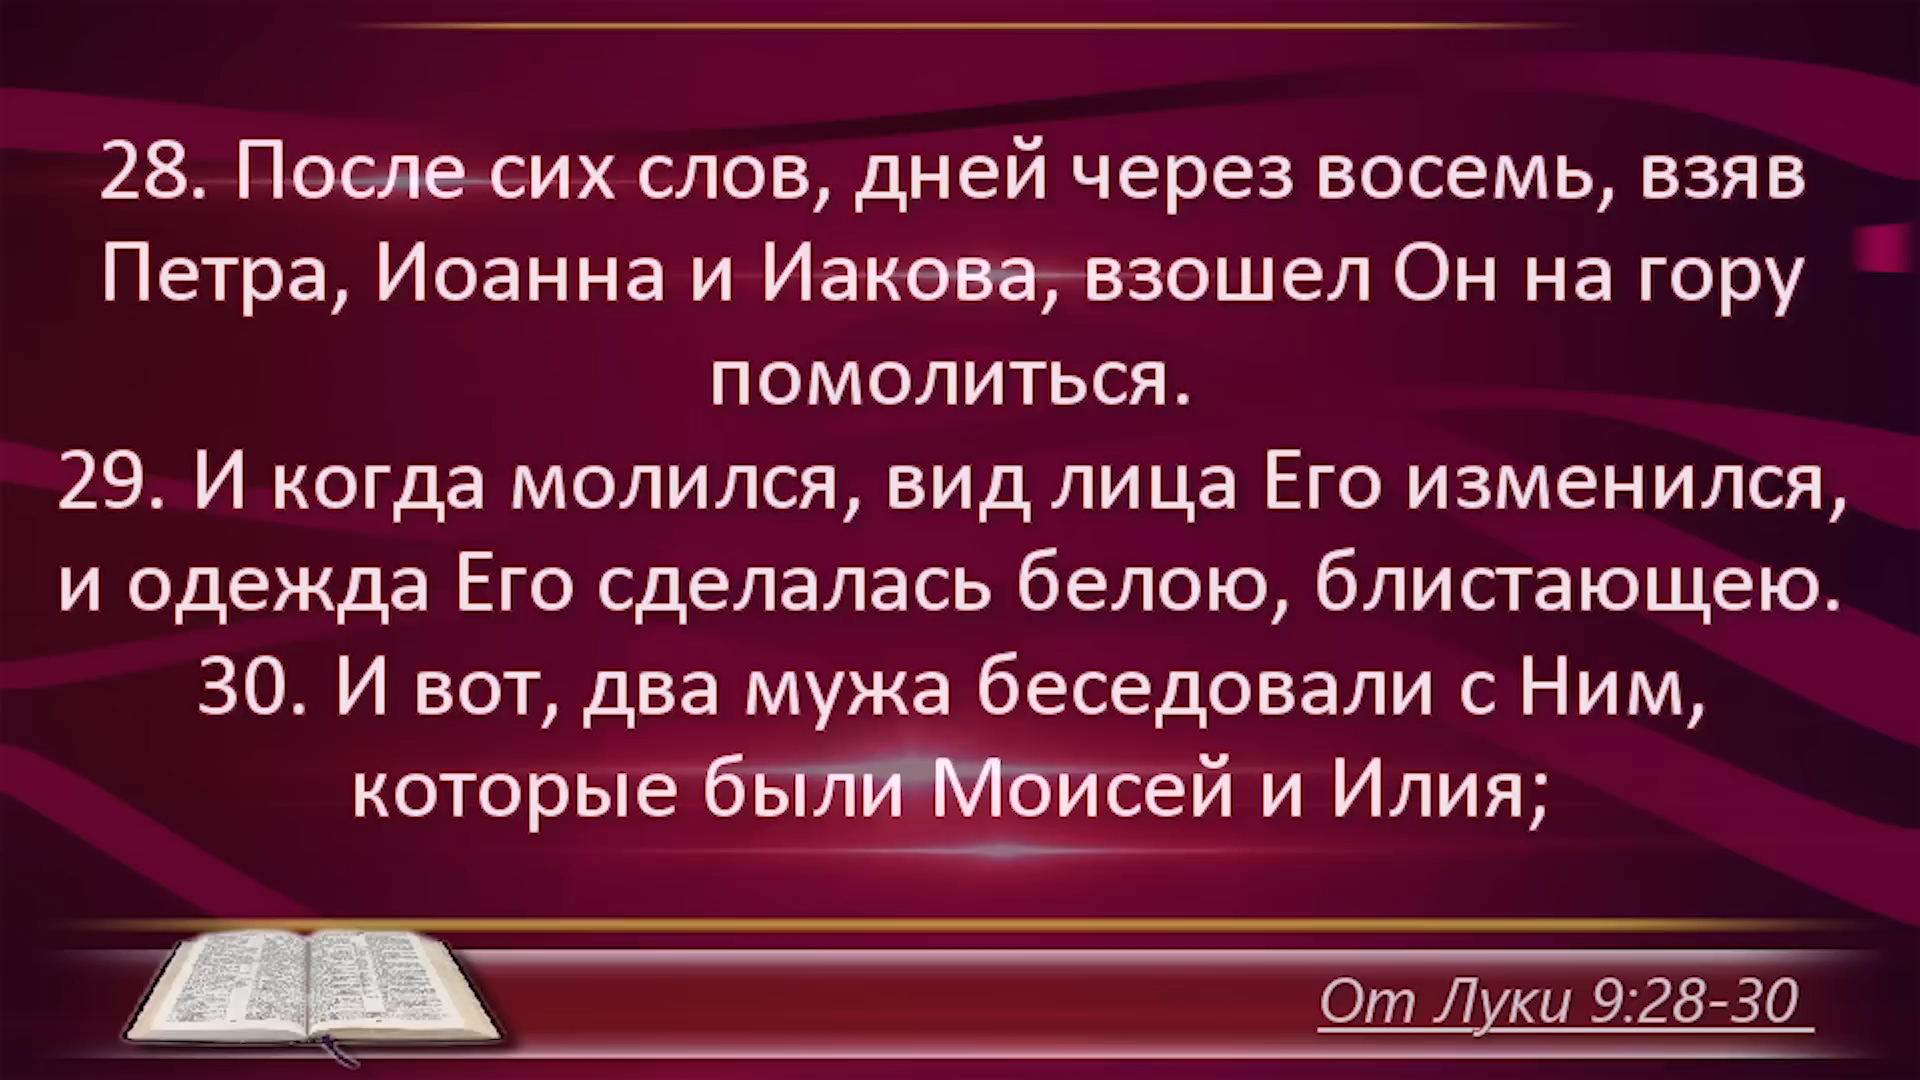 28. После сих слов, дней через восемь, взяв
Петра, Иоанна и Иакова, взошел Он на гору
помолиться.
29. И когда молился, вид лица Его изменился,
и одежда Его сделалась белою, блистающею.
30. И вот, два мужа беседовали с Ним,
которые были Моисей и Илия;
От Луки 9:28-30